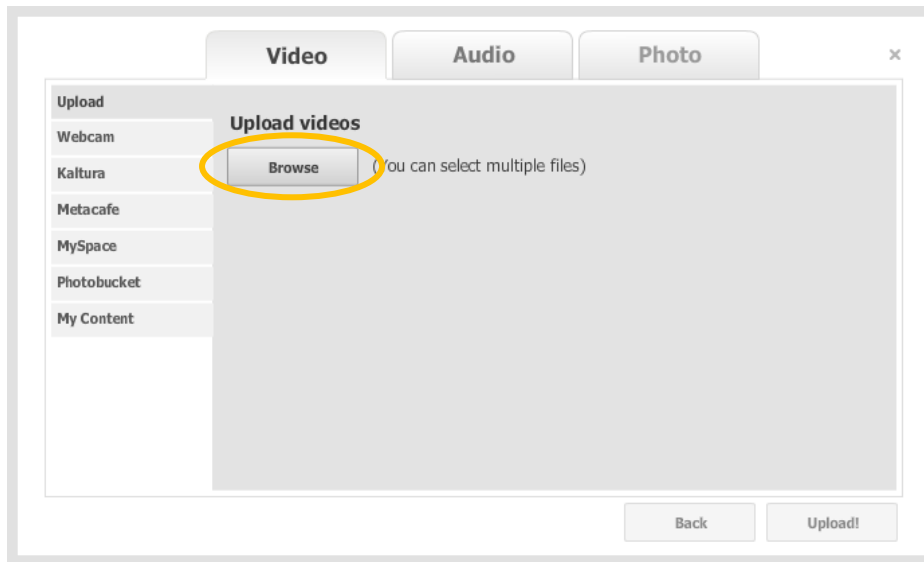 Video Audio Photo ×
Upload
Webcam
Kaltura
Metacafe
MySpace
Photobucket
My Content
Upload videos
Browse (You can select multiple files)
Back Upload!